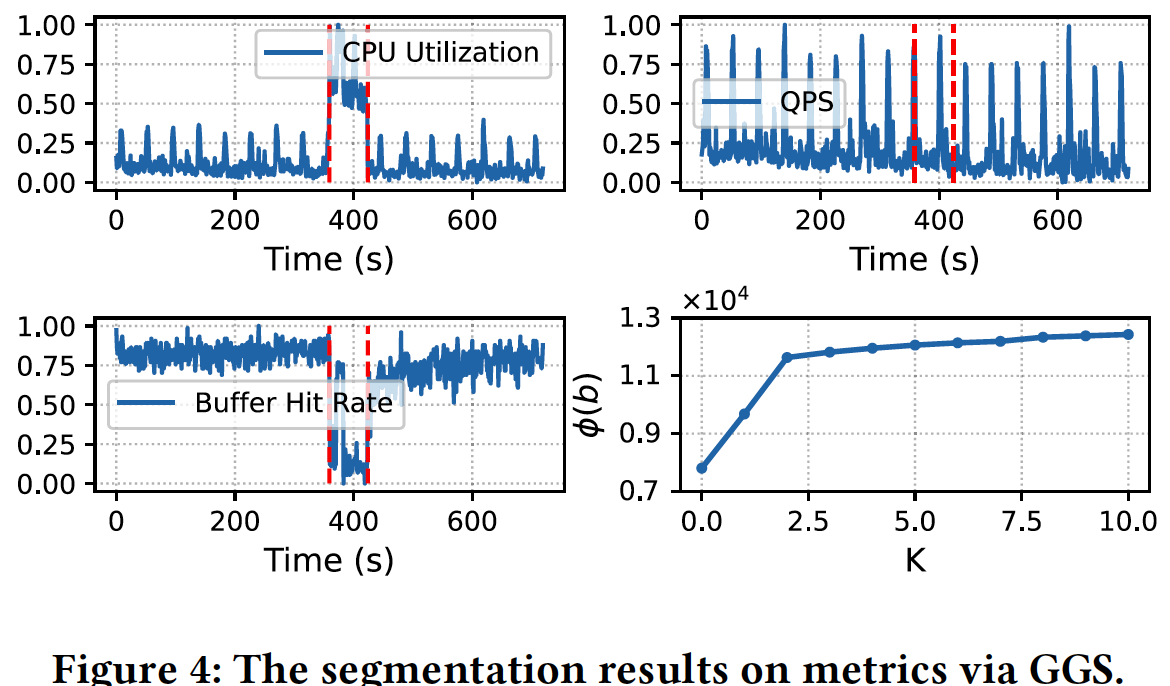 1.00
0.75
0.50
0.25
0.00
CPU Utilization
0 200 400 600
Time (s)
1.00
0.75
0.50
0.25
0.00
QPS
0 200 400 600
Time (s)
1.00
0.75
0.50
0.25
0.00
Buffer Hit Rate
0 200 400 600
Time (s)
×10⁴
1.3
1.1
0.9
0.7
ϕ(b)
0.0 2.5 5.0 7.5 10.0
K
Figure 4: The segmentation results on metrics via GGS.